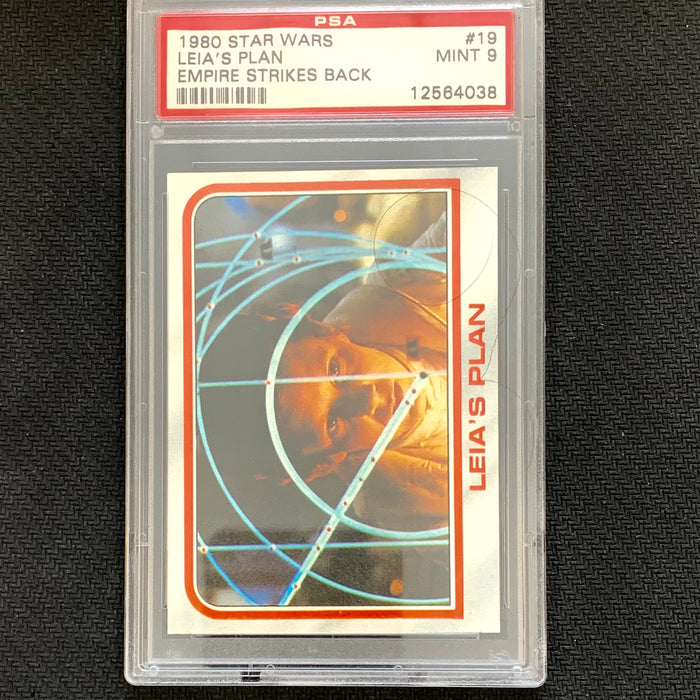 PSA
1980 STAR WARS #19
LEIA'S PLAN MINT 9
EMPIRE STRIKES BACK
12564038
LEIA'S PLAN